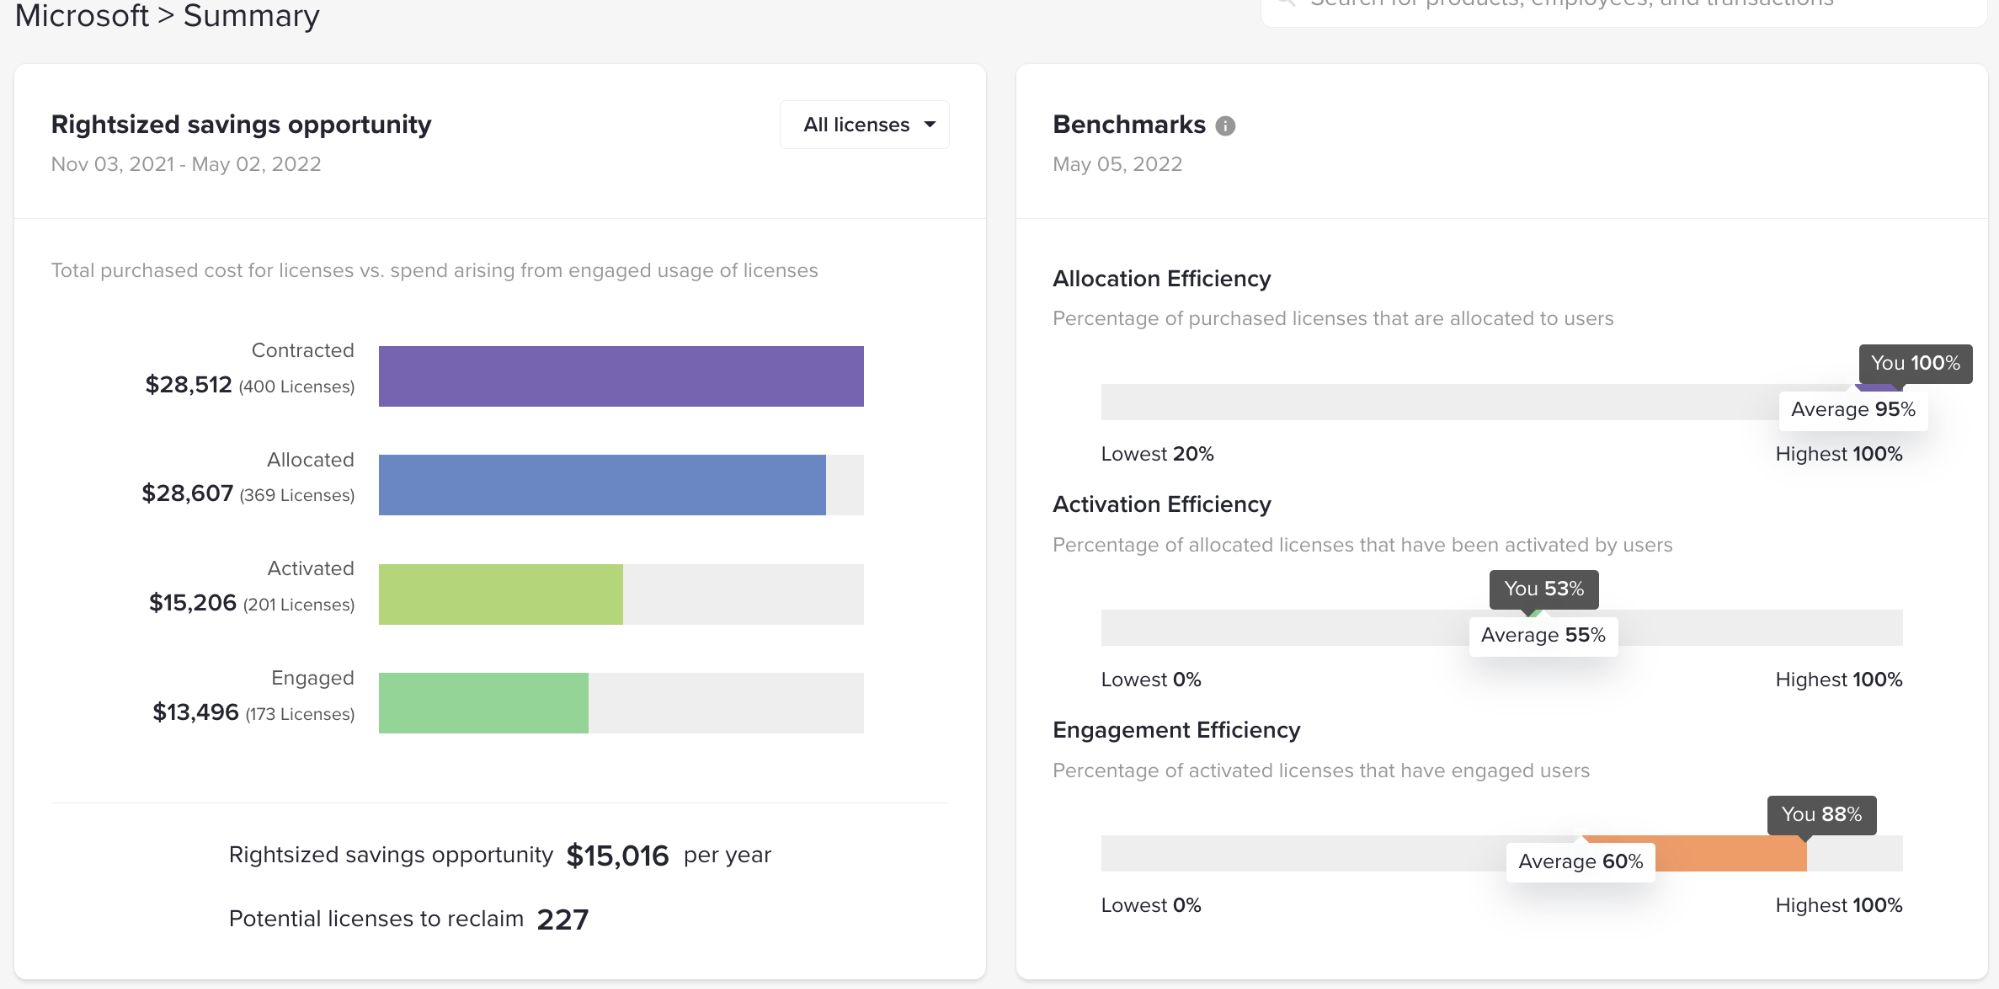 Microsoft > Summary
Search for products, employees, and transactions
Rightsized savings opportunity
All licenses
Nov 03, 2021 - May 02, 2022
Total purchased cost for licenses vs. spend arising from engaged usage of licenses
Contracted
$28,512 (400 Licenses)
Allocated
$28,607 (369 Licenses)
Activated
$15,206 (201 Licenses)
Engaged
$13,496 (173 Licenses)
Rightsized savings opportunity $15,016 per year
Potential licenses to reclaim 227
Benchmarks
May 05, 2022
Allocation Efficiency
Percentage of purchased licenses that are allocated to users
You 100%
Average 95%
Lowest 20%
Highest 100%
Activation Efficiency
Percentage of allocated licenses that have been activated by users
You 53%
Average 55%
Lowest 0%
Highest 100%
Engagement Efficiency
Percentage of activated licenses that have engaged users
You 88%
Average 60%
Lowest 0%
Highest 100%